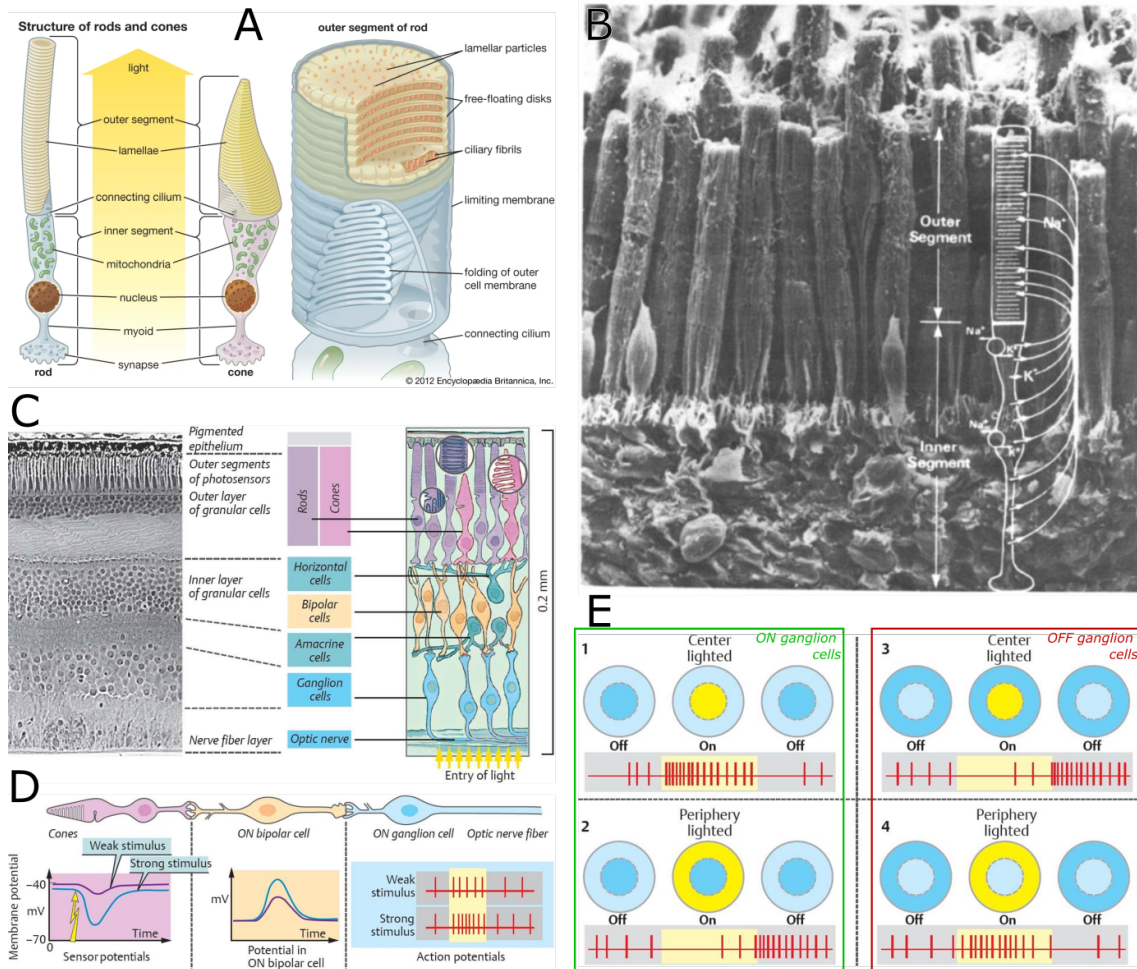 Structure of rods and cones
A
outer segment of rod
light
outer segment
lamellae
connecting cilium
inner segment
mitochondria
nucleus
myoid
synapse
rod
cone
lamellar particles
free-floating disks
ciliary fibrils
limiting membrane
folding of outer
cell membrane
connecting cilium
© 2012 Encyclopædia Britannica, Inc.
B
Outer
Segment
Na⁺
Na⁺
K⁺
K⁺
Na⁺
K⁺
Inner
Segment
C
Pigmented
epithelium
Outer segments
of photosensors
Outer layer
of granular cells
Inner layer
of granular cells
Nerve fiber layer
Rods
Cones
Horizontal
cells
Bipolar
cells
Amacrine
cells
Ganglion
cells
Optic nerve
0.2 mm
Entry of light
D
Cones
ON bipolar cell
ON ganglion cell
Optic nerve fiber
Weak stimulus
Strong stimulus
Membrane potential
−40
mV
−70
0
Time
Sensor potentials
mV
Time
Potential in
ON bipolar cell
Weak
stimulus
Strong
stimulus
Action potentials
E
1
Center
lighted
ON ganglion
cells
Off
On
Off
2
Periphery
lighted
Off
On
Off
3
Center
lighted
OFF ganglion
cells
Off
On
Off
4
Periphery
lighted
Off
On
Off